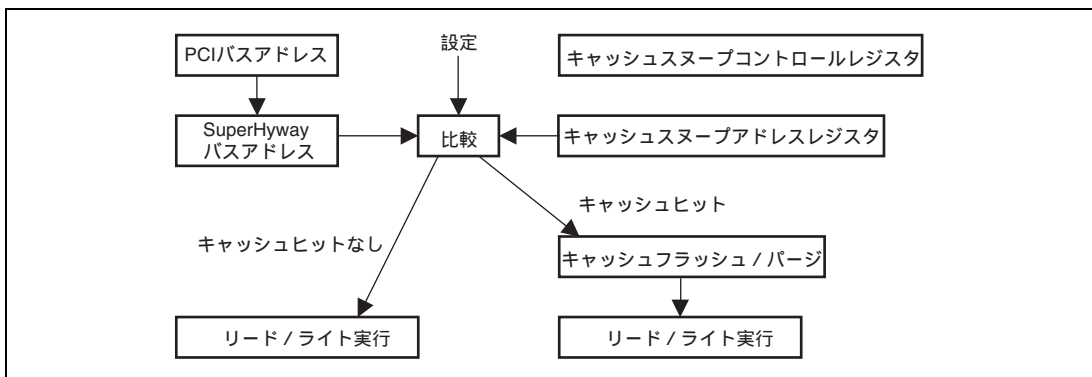 PCIバスアドレス
設定
キャッシュスヌープコントロールレジスタ
SuperHyway
バスアドレス
比較
キャッシュスヌープアドレスレジスタ
キャッシュヒット
キャッシュヒットなし
キャッシュフラッシュ / パージ
リード / ライト実行
リード / ライト実行